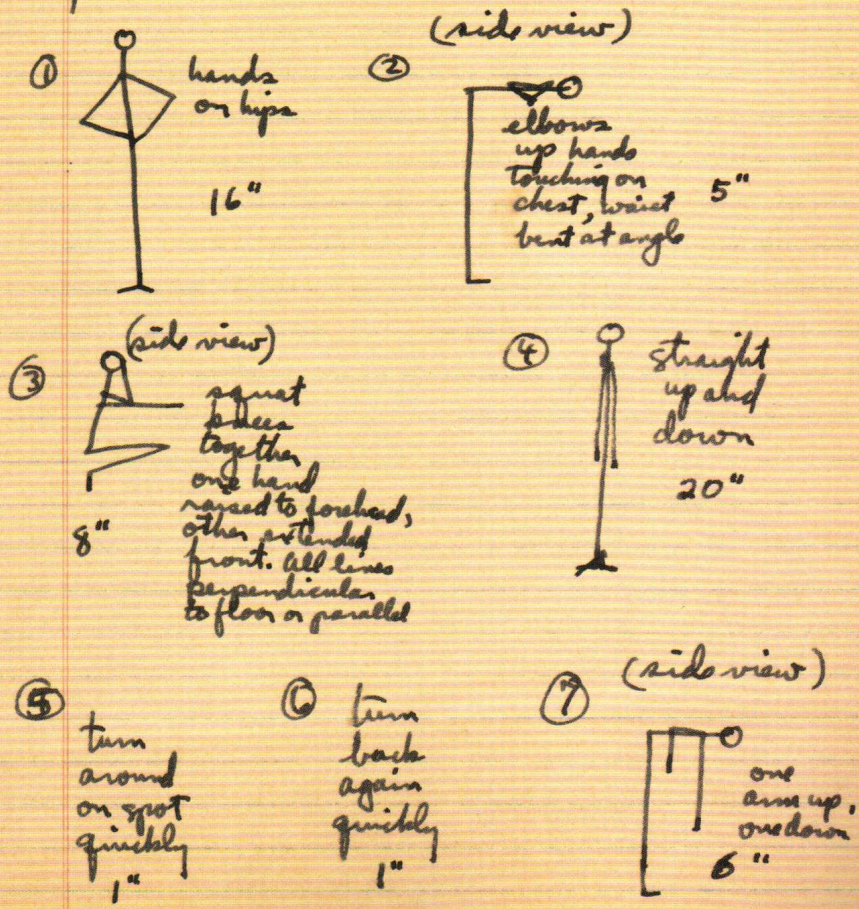 ①
hands
on hips
16"
(side view)
②
elbows
up hands
touching on
chest, waist
bent at angle
5"
(side view)
③
squat
knees
together
one hand
raised to forehead,
other extended
front. All lines
perpendicular
to floor or parallel
8"
④
straight
up and
down
20"
⑤
turn
around
on spot
quickly
1"
⑥
turn
back
again
quickly
1"
(side view)
⑦
one
arm up,
one down
6"